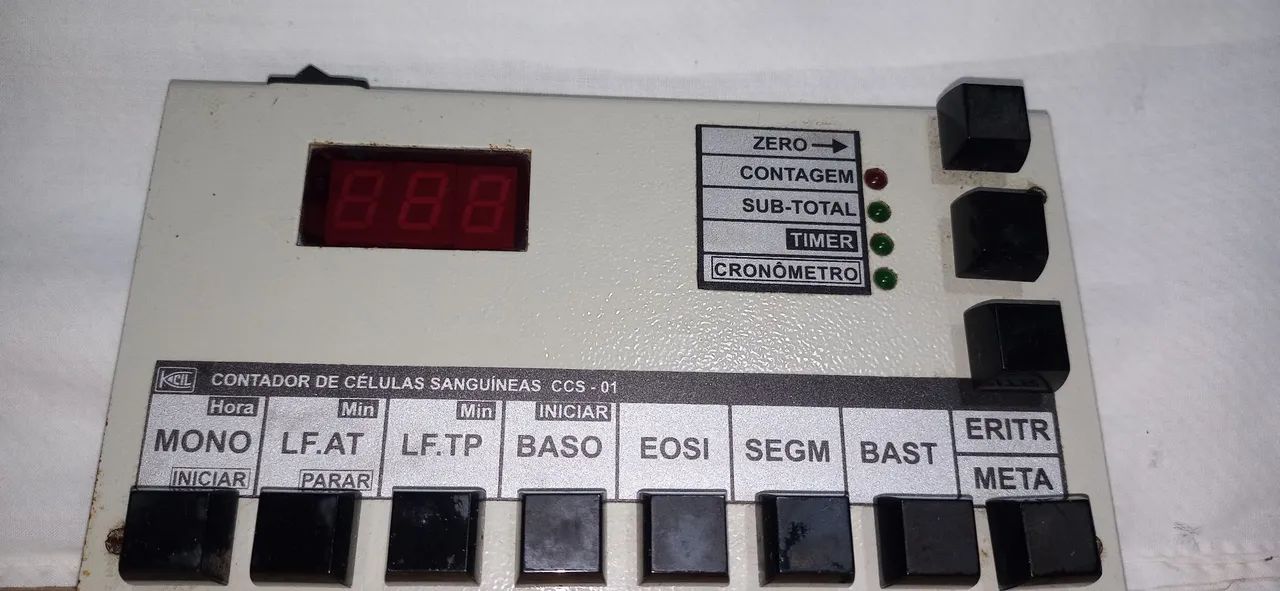 ZERO →
CONTAGEM
SUB-TOTAL
TIMER
CRONÔMETRO
KACIL CONTADOR DE CÉLULAS SANGUÍNEAS CCS - 01
Hora Min Min INICIAR
MONO LF.AT LF.TP BASO EOSI SEGM BAST ERITR
META
INICIAR PARAR